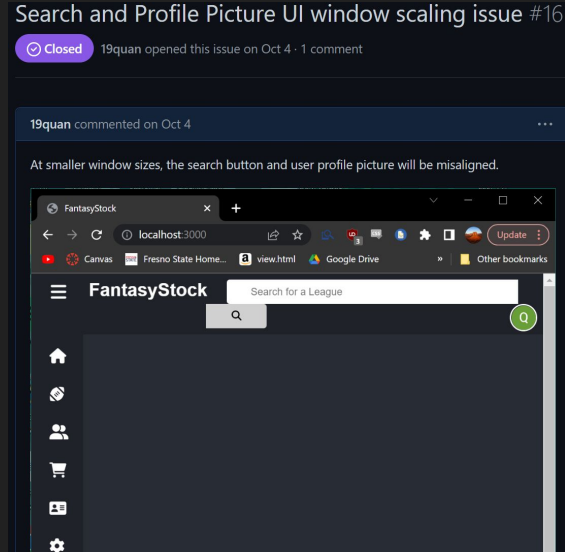 Search and Profile Picture UI window scaling issue #16
Closed 19quan opened this issue on Oct 4 · 1 comment
19quan commented on Oct 4 ...
At smaller window sizes, the search button and user profile picture will be misaligned.
FantasyStock × +
localhost:3000 3 Update
Canvas Fresno State Home... a view.html Google Drive » Other bookmarks
FantasyStock Search for a League
Q